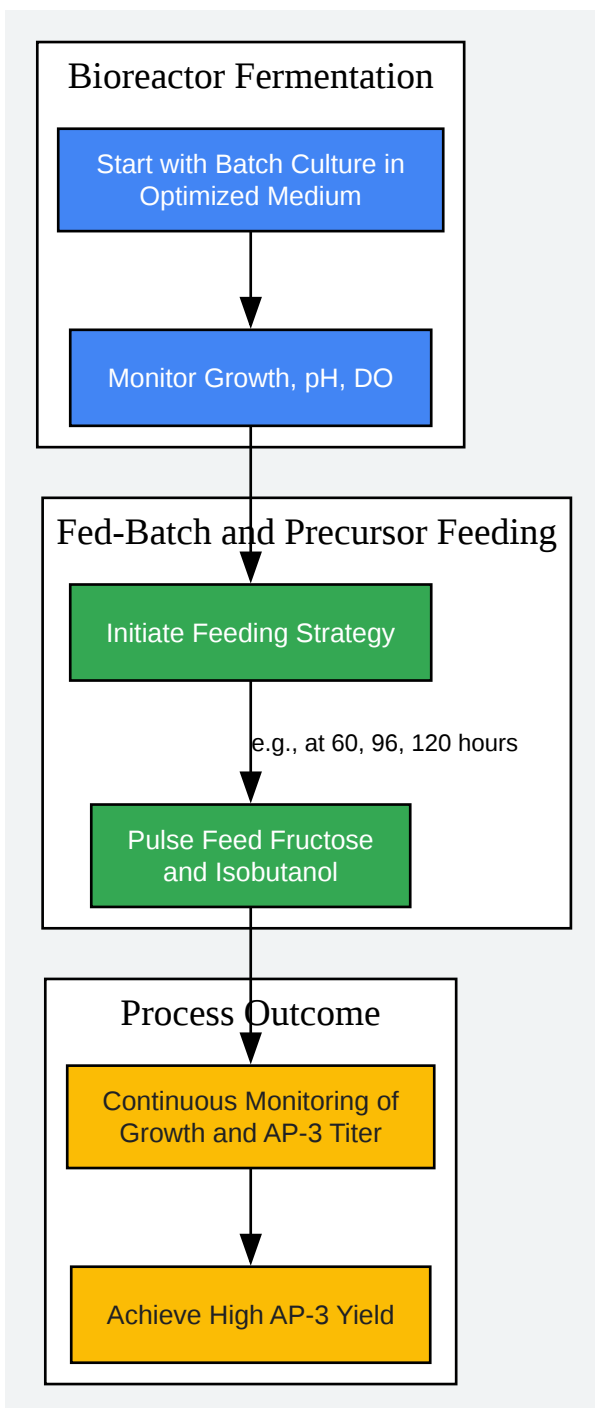 Bioreactor Fermentation
Start with Batch Culture in
Optimized Medium
Monitor Growth, pH, DO
Fed-Batch and Precursor Feeding
Initiate Feeding Strategy
e.g., at 60, 96, 120 hours
Pulse Feed Fructose
and Isobutanol
Process Outcome
Continuous Monitoring of
Growth and AP-3 Titer
Achieve High AP-3 Yield